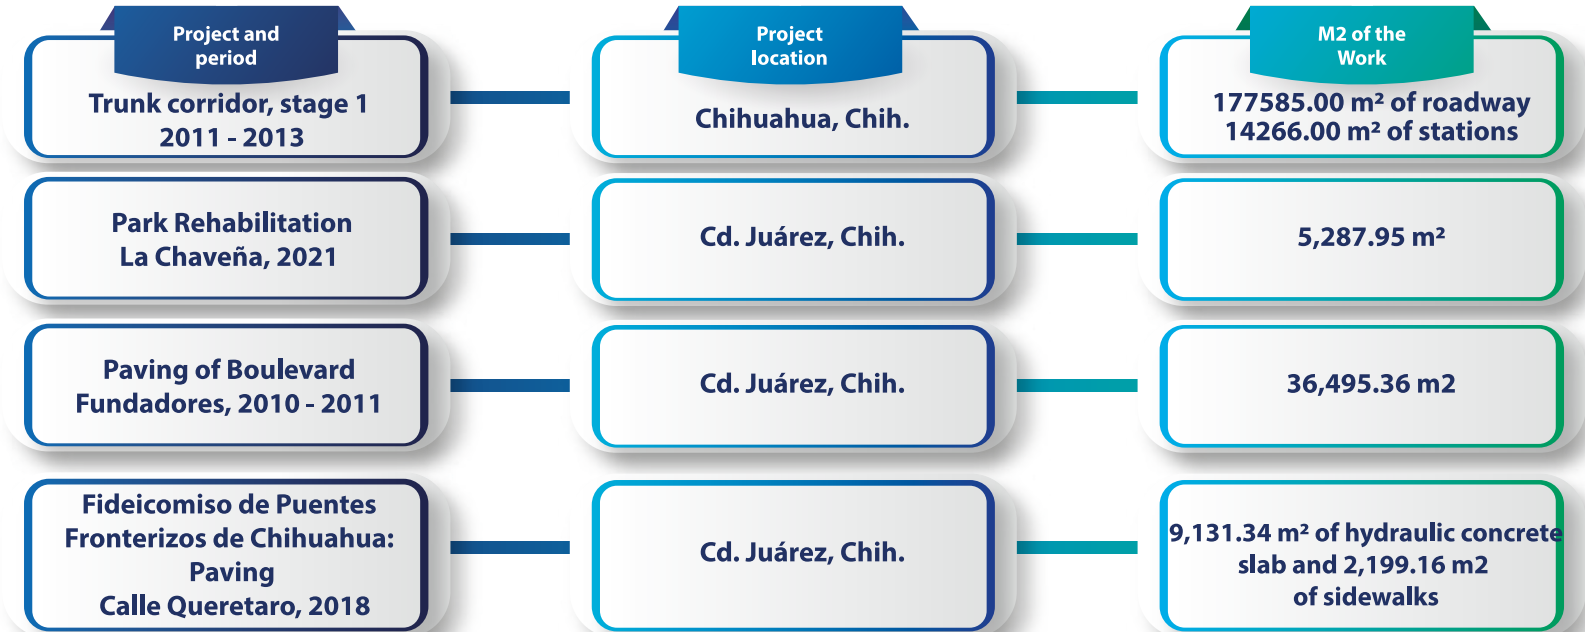 Project and
period
Project
location
M2 of the
Work
Trunk corridor, stage 1
2011 - 2013
Chihuahua, Chih.
177585.00 m² of roadway
14266.00 m² of stations
Park Rehabilitation
La Chaveña, 2021
Cd. Juárez, Chih.
5,287.95 m²
Paving of Boulevard
Fundadores, 2010 - 2011
Cd. Juárez, Chih.
36,495.36 m2
Fideicomiso de Puentes
Fronterizos de Chihuahua:
Paving
Calle Queretaro, 2018
Cd. Juárez, Chih.
9,131.34 m² of hydraulic concrete
slab and 2,199.16 m2
of sidewalks